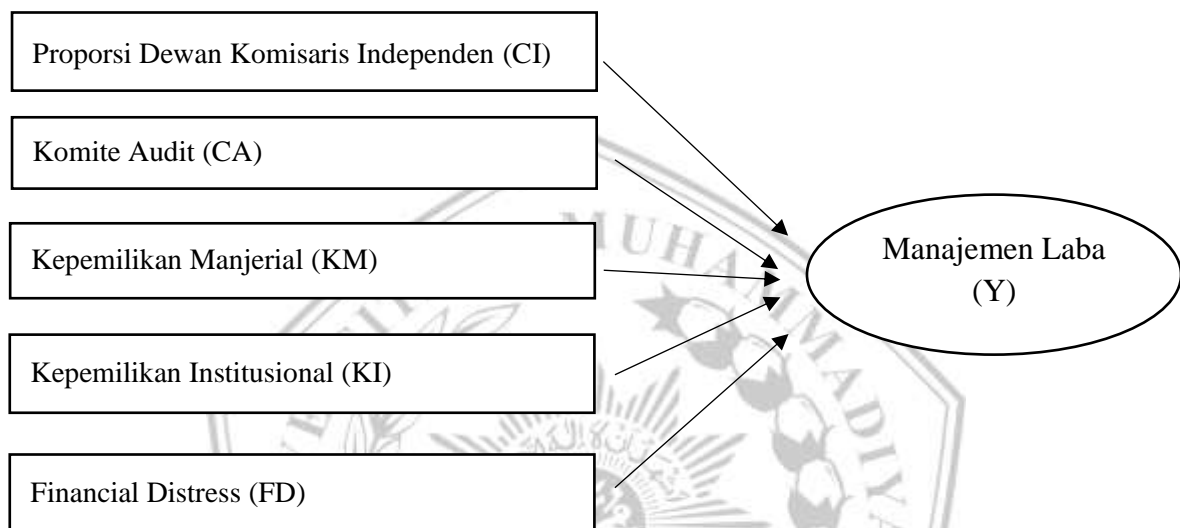 Proporsi Dewan Komisaris Independen (CI)
Komite Audit (CA)
Kepemilikan Manjerial (KM)
Kepemilikan Institusional (KI)
Financial Distress (FD)
Manajemen Laba
(Y)
MUHAMMADIY